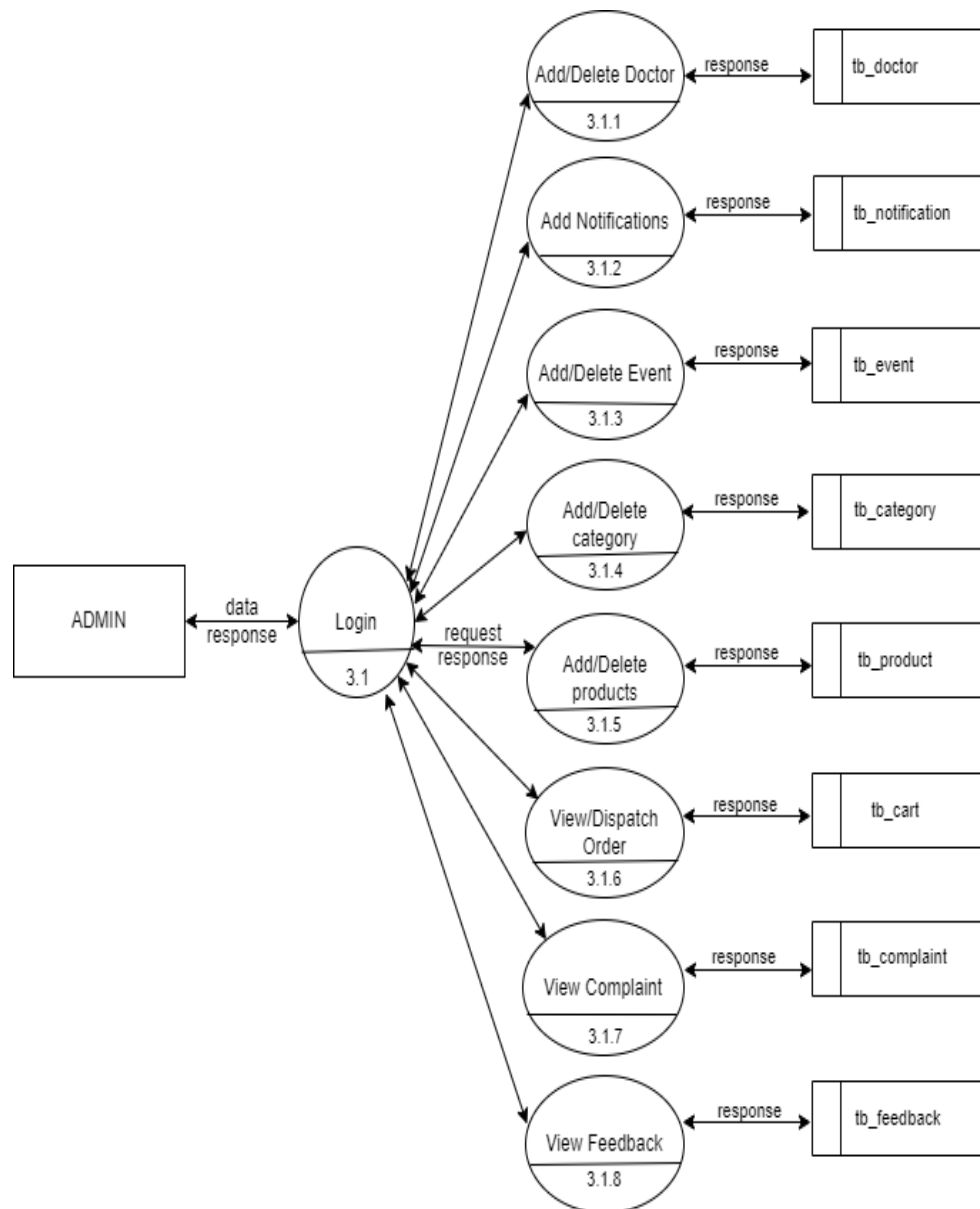 Add/Delete Doctor
3.1.1
response
tb_doctor
Add Notifications
3.1.2
response
tb_notification
Add/Delete Event
3.1.3
response
tb_event
Add/Delete
category
3.1.4
response
tb_category
ADMIN
data
response
Login
3.1
request
response
Add/Delete
products
3.1.5
response
tb_product
View/Dispatch
Order
3.1.6
response
tb_cart
View Complaint
3.1.7
response
tb_complaint
View Feedback
3.1.8
response
tb_feedback